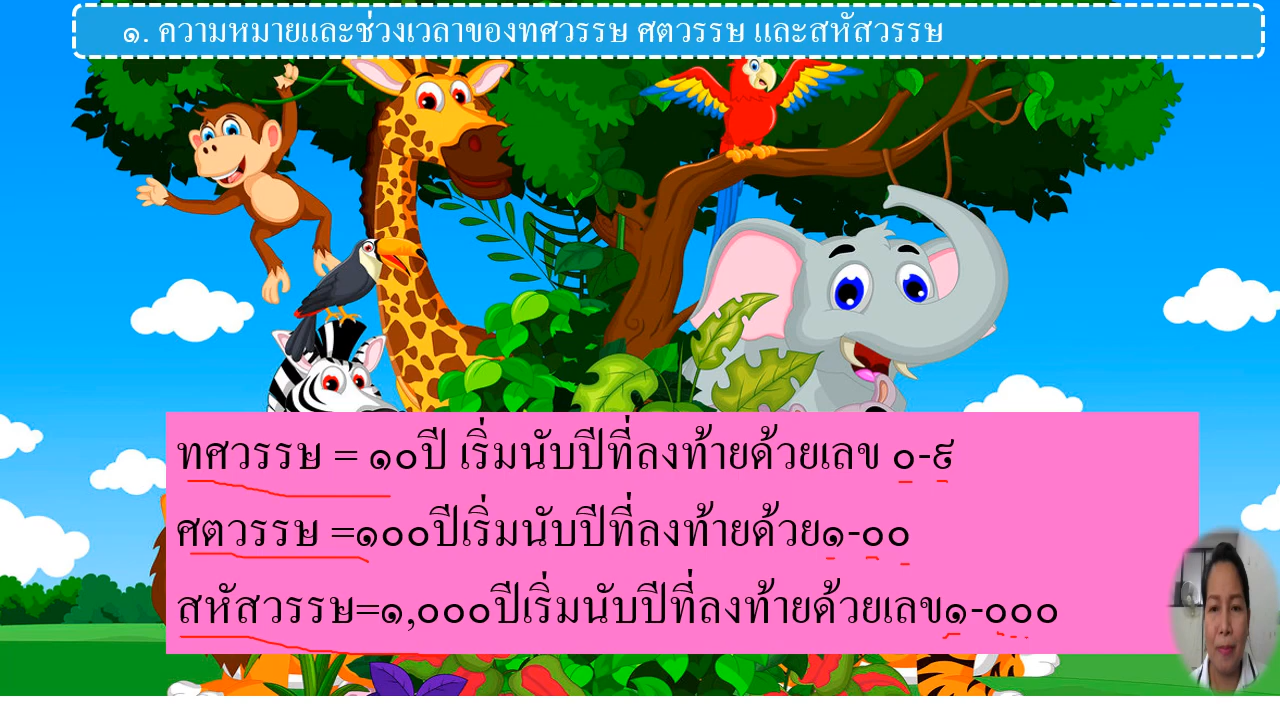 ๑. ความหมายและช่วงเวลาของทศวรรษ ศตวรรษ และสหัสวรรษ
ทศวรรษ = ๑๐ปี เริ่มนับปีที่ลงท้ายด้วยเลข ๐-๙
ศตวรรษ =๑๐๐ปีเริ่มนับปีที่ลงท้ายด้วย๑-๐๐
สหัสวรรษ=๑,๐๐๐ปีเริ่มนับปีที่ลงท้ายด้วยเลข๑-๐๐๐